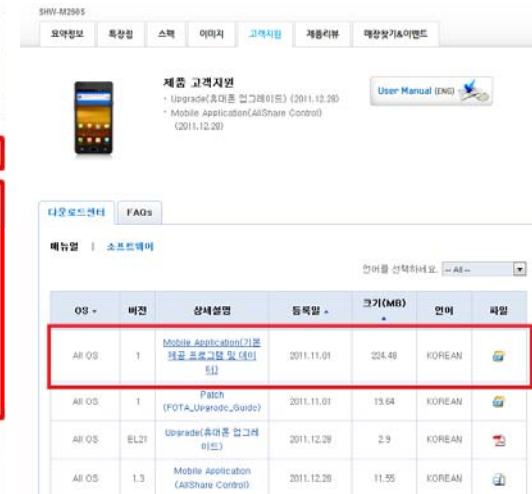 SHW-M250S
요약정보 특장점 스펙 이미지 고객지원 제품리뷰 매장찾기&이벤트
제품 고객지원
· Upgrade(휴대폰 업그레이드) (2011.12.28)
· Mobile Application(AllShare Control)
(2011.12.28)
User Manual (ENG)
다운로드센터 FAQs
매뉴얼 | 소프트웨어
언어를 선택하세요. -- All --
OS 버전 상세설명 등록일 크기(MB) 언어 파일
All OS 1 Mobile Application(기본
제공 프로그램 및 데이
터) 2011.11.01 224.48 KOREAN
All OS 1 Patch
(FOTA_Upgrade_Guide) 2011.11.01 13.64 KOREAN
All OS EL21 Upgrade(휴대폰 업그레
이드) 2011.12.28 2.9 KOREAN
All OS 1.3 Mobile Application
(AllShare Control) 2011.12.28 11.55 KOREAN